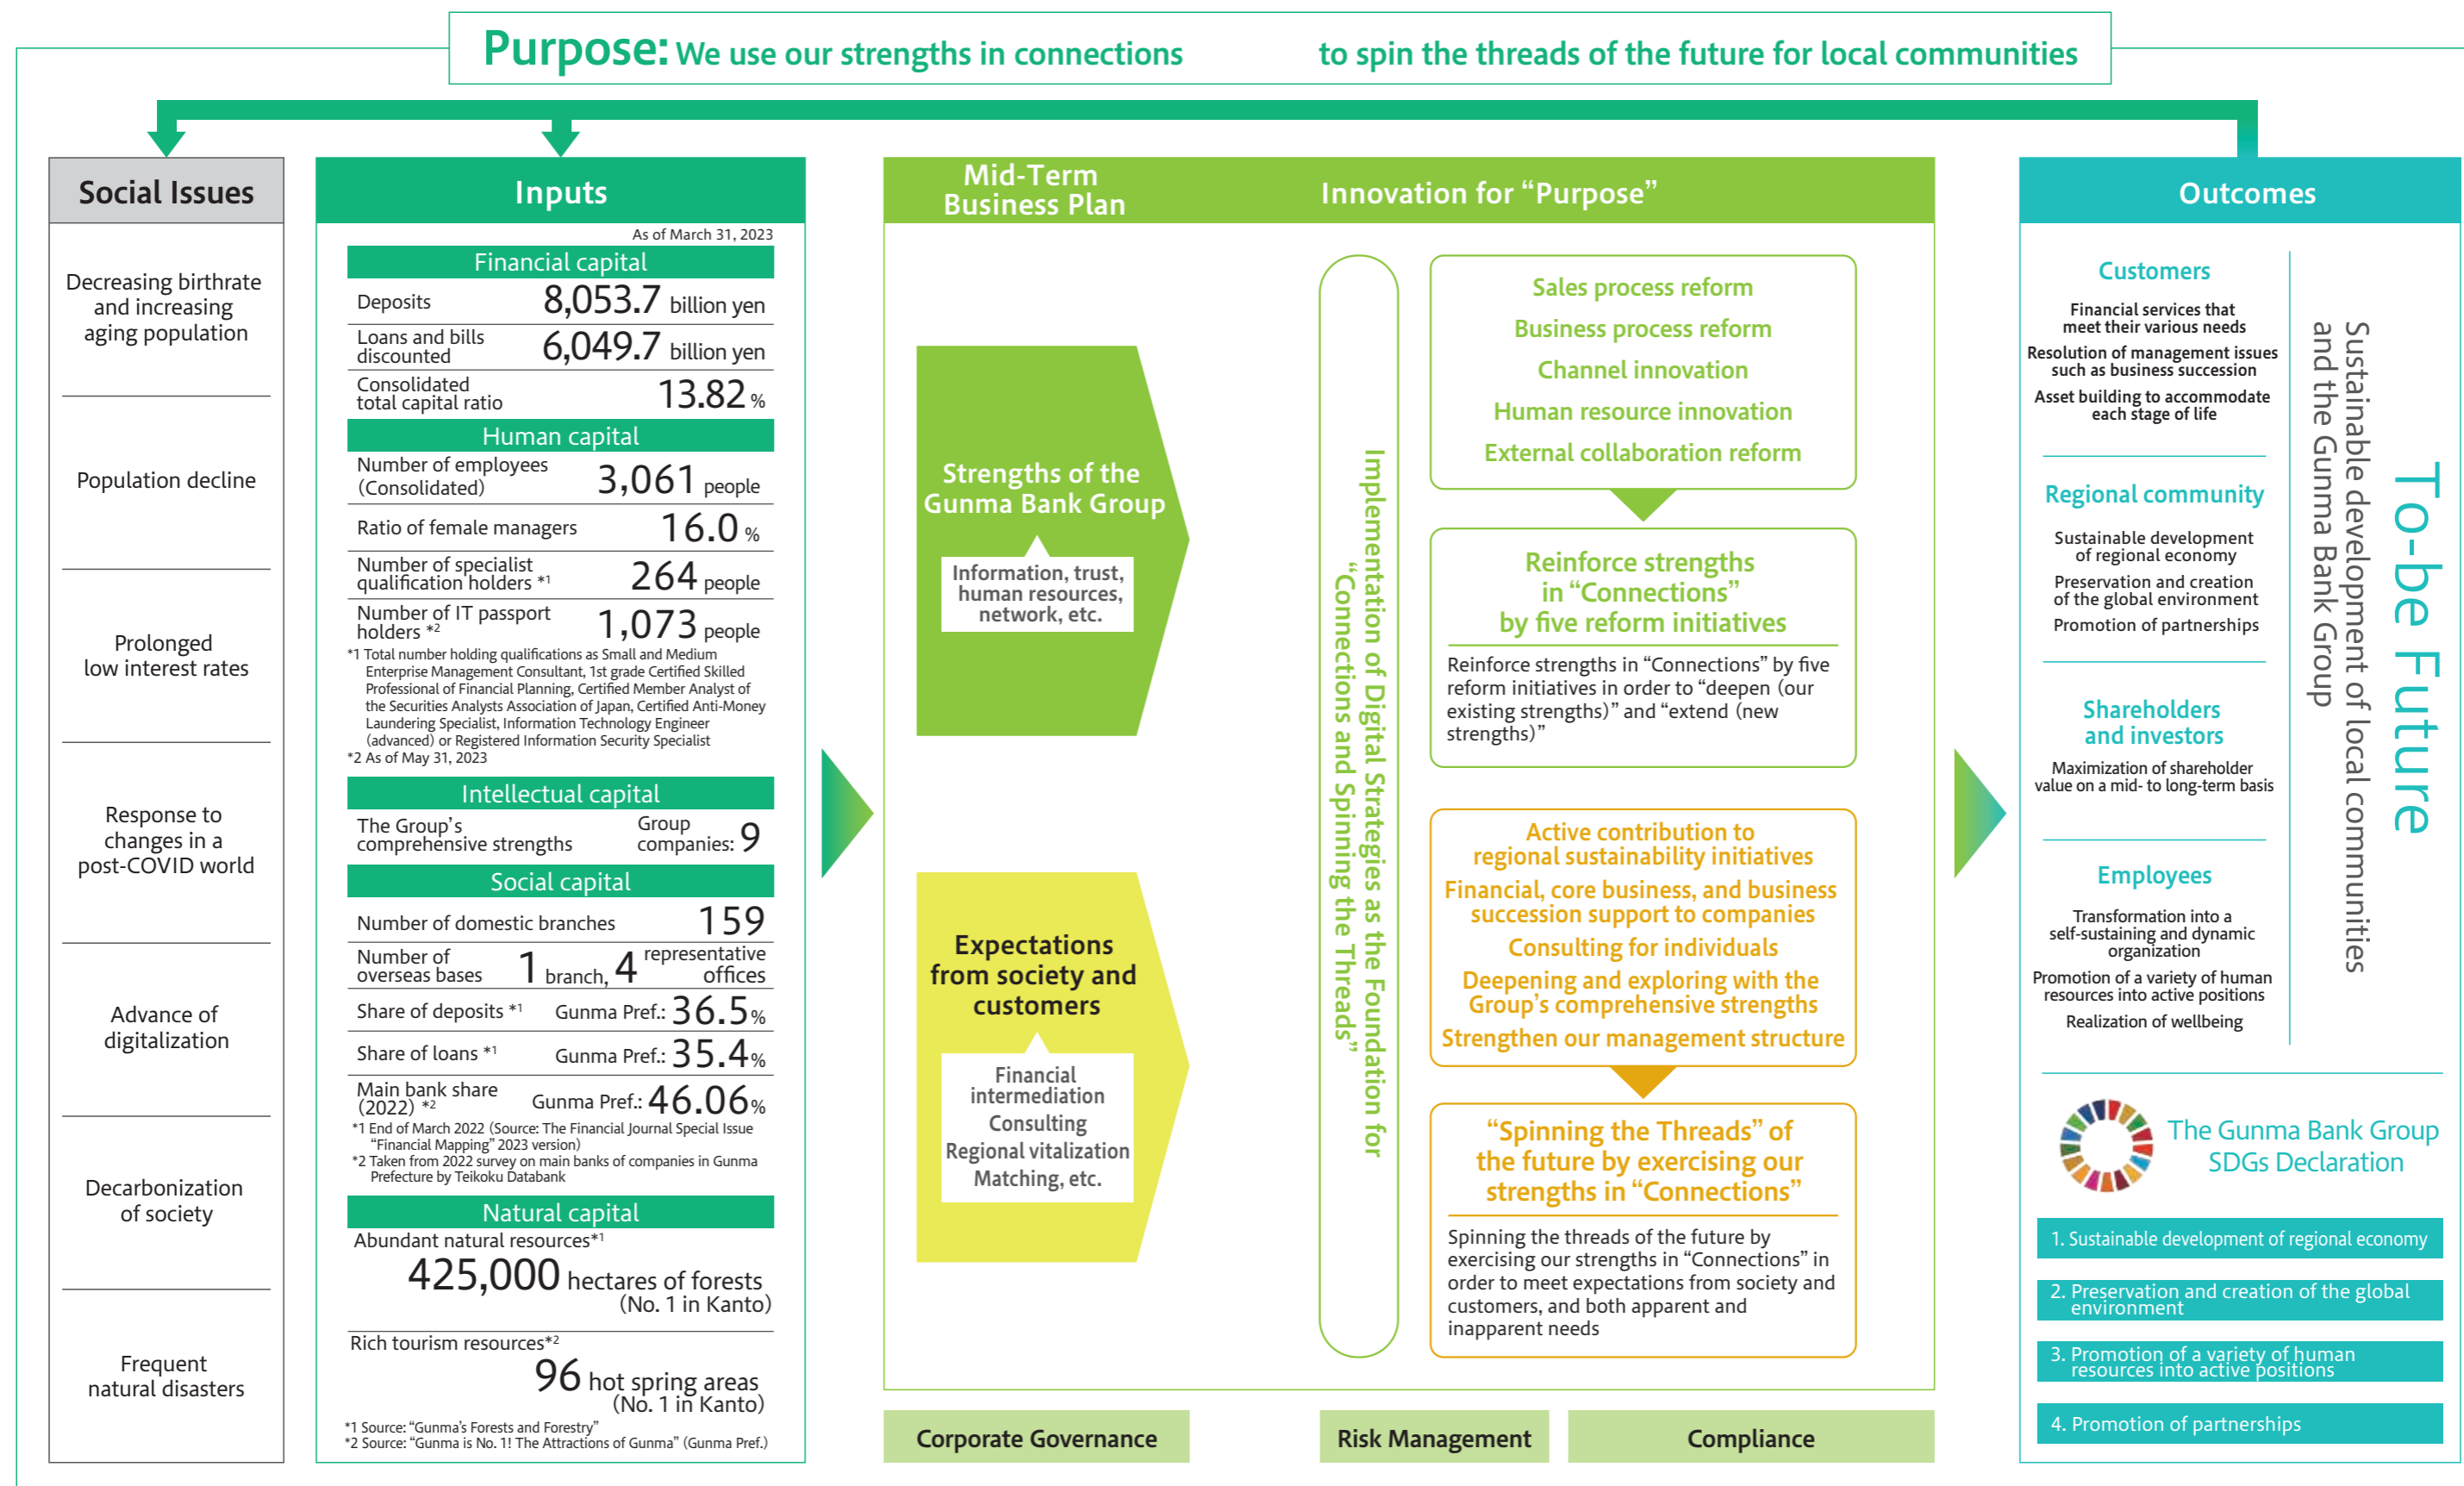 Purpose: We use our strengths in connections to spin the threads of the future for local communities
Social Issues
Decreasing birthrate
and increasing
aging population
Population decline
Prolonged
low interest rates
Response to
changes in a
post-COVID world
Advance of
digitalization
Decarbonization
of society
Frequent
natural disasters
Inputs
As of March 31, 2023
Financial capital
Deposits 8,053.7 billion yen
Loans and bills
discounted 6,049.7 billion yen
Consolidated
total capital ratio 13.82 %
Human capital
Number of employees
(Consolidated) 3,061 people
Ratio of female managers 16.0 %
Number of specialist
qualification holders *1 264 people
Number of IT passport
holders *2 1,073 people
*1 Total number holding qualifications as Small and Medium
Enterprise Management Consultant, 1st grade Certified Skilled
Professional of Financial Planning, Certified Member Analyst of
the Securities Analysts Association of Japan, Certified Anti-Money
Laundering Specialist, Information Technology Engineer
(advanced) or Registered Information Security Specialist
*2 As of May 31, 2023
Intellectual capital
The Group's
comprehensive strengths
Group
companies: 9
Social capital
Number of domestic branches 159
Number of
overseas bases
1 branch, 4 representative
offices
Share of deposits *1 Gunma Pref.: 36.5%
Share of loans *1 Gunma Pref.: 35.4%
Main bank share
(2022) *2 Gunma Pref.: 46.06%
*1 End of March 2022 (Source: The Financial Journal Special Issue
“Financial Mapping” 2023 version)
*2 Taken from 2022 survey on main banks of companies in Gunma
Prefecture by Teikoku Databank
Natural capital
Abundant natural resources*1
425,000 hectares of forests
(No. 1 in Kanto)
Rich tourism resources*2
96 hot spring areas
(No. 1 in Kanto)
*1 Source: “Gunma's Forests and Forestry”
*2 Source: “Gunma is No. 1! The Attractions of Gunma” (Gunma Pref.)
Mid-Term
Business Plan
Innovation for “Purpose”
Strengths of the
Gunma Bank Group
Information, trust,
human resources,
network, etc.
Expectations
from society and
customers
Financial
intermediation
Consulting
Regional vitalization
Matching, etc.
Implementation of Digital Strategies as the Foundation for
“Connections and Spinning the Threads”
Sales process reform
Business process reform
Channel innovation
Human resource innovation
External collaboration reform
Reinforce strengths
in “Connections”
by five reform initiatives
Reinforce strengths in “Connections” by five
reform initiatives in order to “deepen (our
existing strengths)” and “extend (new
strengths)”
Active contribution to
regional sustainability initiatives
Financial, core business, and business
succession support to companies
Consulting for individuals
Deepening and exploring with the
Group's comprehensive strengths
Strengthen our management structure
“Spinning the Threads” of
the future by exercising our
strengths in “Connections”
Spinning the threads of the future by
exercising our strengths in “Connections” in
order to meet expectations from society and
customers, and both apparent and
inapparent needs
Corporate Governance
Risk Management
Compliance
Outcomes
Customers
Financial services that
meet their various needs
Resolution of management issues
such as business succession
Asset building to accommodate
each stage of life
Regional community
Sustainable development
of regional economy
Preservation and creation
of the global environment
Promotion of partnerships
Shareholders
and investors
Maximization of shareholder
value on a mid- to long-term basis
Employees
Transformation into a
self-sustaining and dynamic
organization
Promotion of a variety of human
resources into active positions
Realization of wellbeing
To-be Future
Sustainable development of local communities
and the Gunma Bank Group
The Gunma Bank Group
SDGs Declaration
1. Sustainable development of regional economy
2. Preservation and creation of the global
environment
3. Promotion of a variety of human
resources into active positions
4. Promotion of partnerships